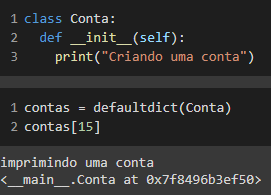 1 class Conta:
2   def __init__(self):
3     print("Criando uma conta")
1 contas = defaultdict(Conta)
2 contas[15]
imprimindo uma conta
<__main__.Conta at 0x7f8496b3ef50>